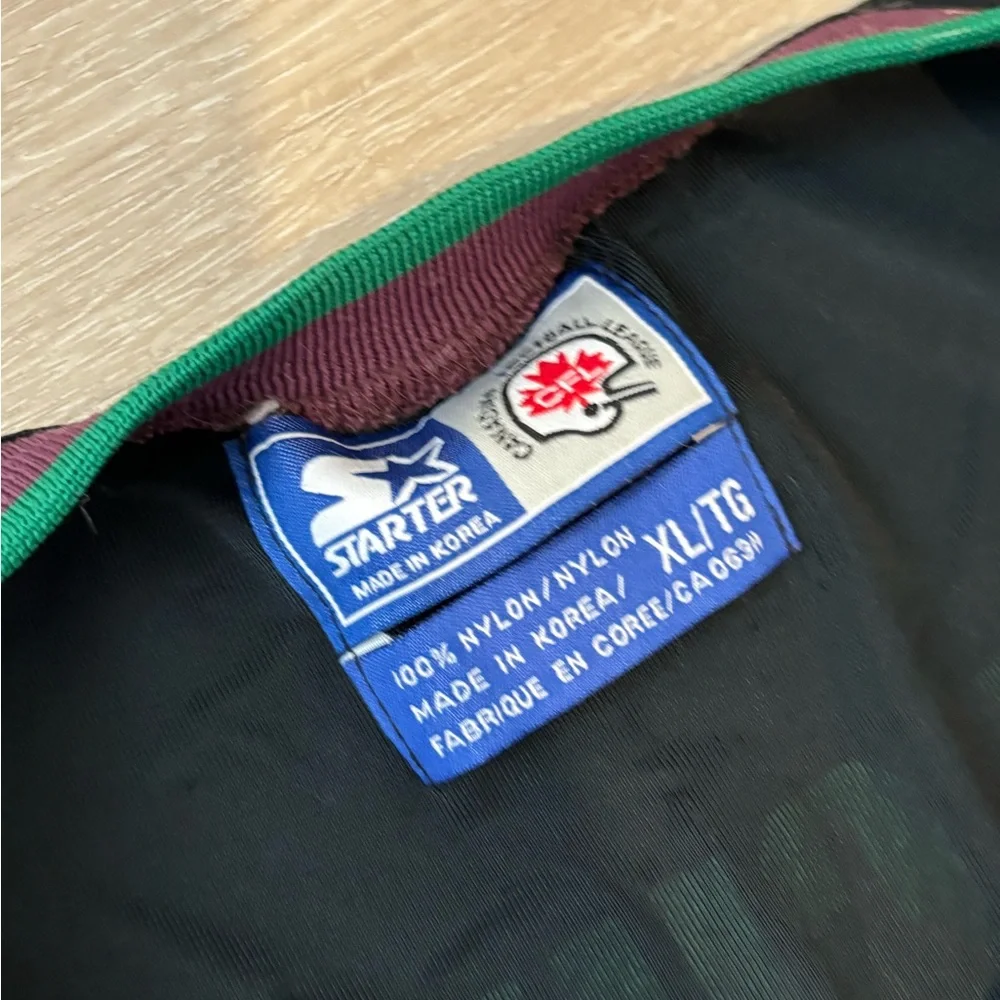 CANADIAN FOOTBALL LEAGUE
CFL
STARTER
MADE IN KOREA
100% NYLON/NYLON XL/TG
MADE IN KOREA/
FABRIQUE EN COREE/